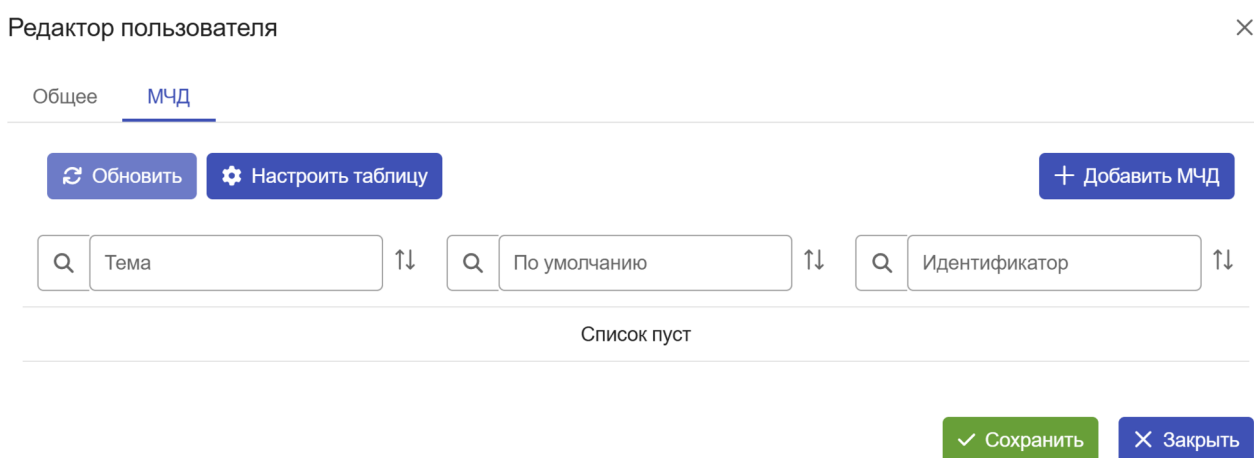 Редактор пользователя
Общее МЧД
Обновить Настроить таблицу Добавить МЧД
Тема По умолчанию Идентификатор
Список пуст
Сохранить Закрыть